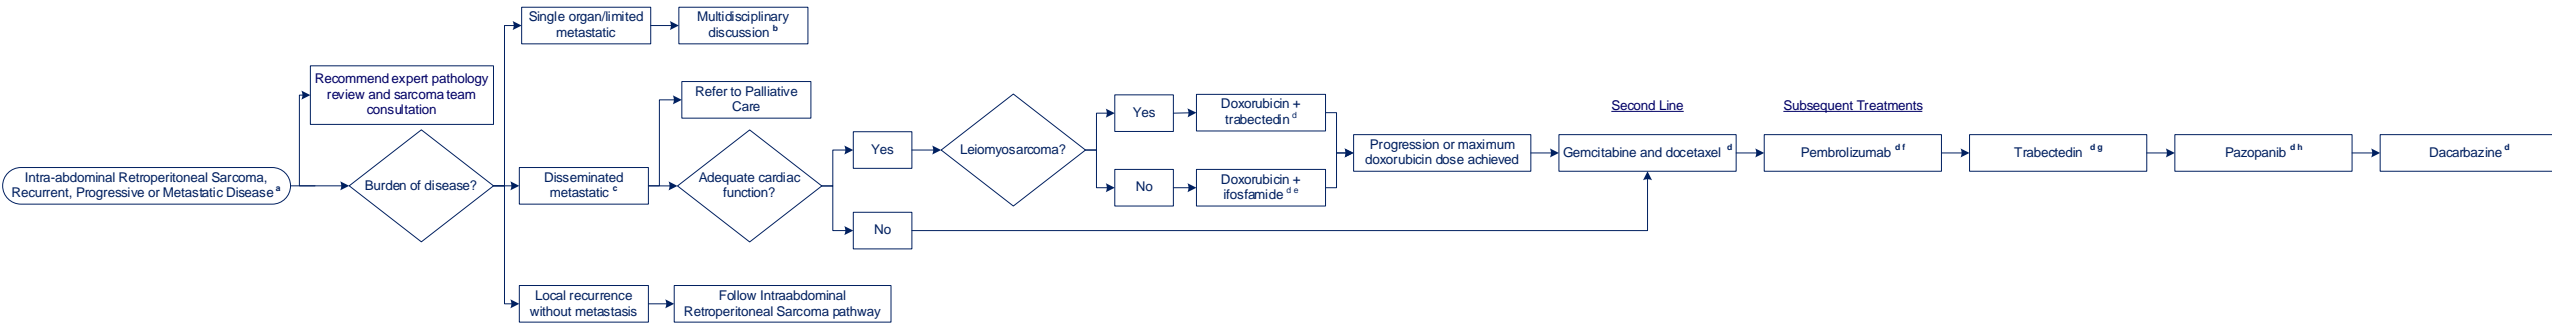 Single organ/limited
metastatic
Multidisciplinary
discussion b
Recommend expert pathology
review and sarcoma team
consultation
Refer to Palliative
Care
Intra-abdominal Retroperitoneal Sarcoma,
Recurrent, Progressive or Metastatic Disease a
Burden of disease?
Disseminated
metastatic c
Adequate cardiac
function?
Yes
No
Leiomyosarcoma?
Yes
No
Doxorubicin +
trabectedin d
Doxorubicin +
ifosfamide d e
Progression or maximum
doxorubicin dose achieved
Second Line
Gemcitabine and docetaxel d
Subsequent Treatments
Pembrolizumab d f
Trabectedin d g
Pazopanib d h
Dacarbazine d
Local recurrence
without metastasis
Follow Intraabdominal
Retroperitoneal Sarcoma pathway